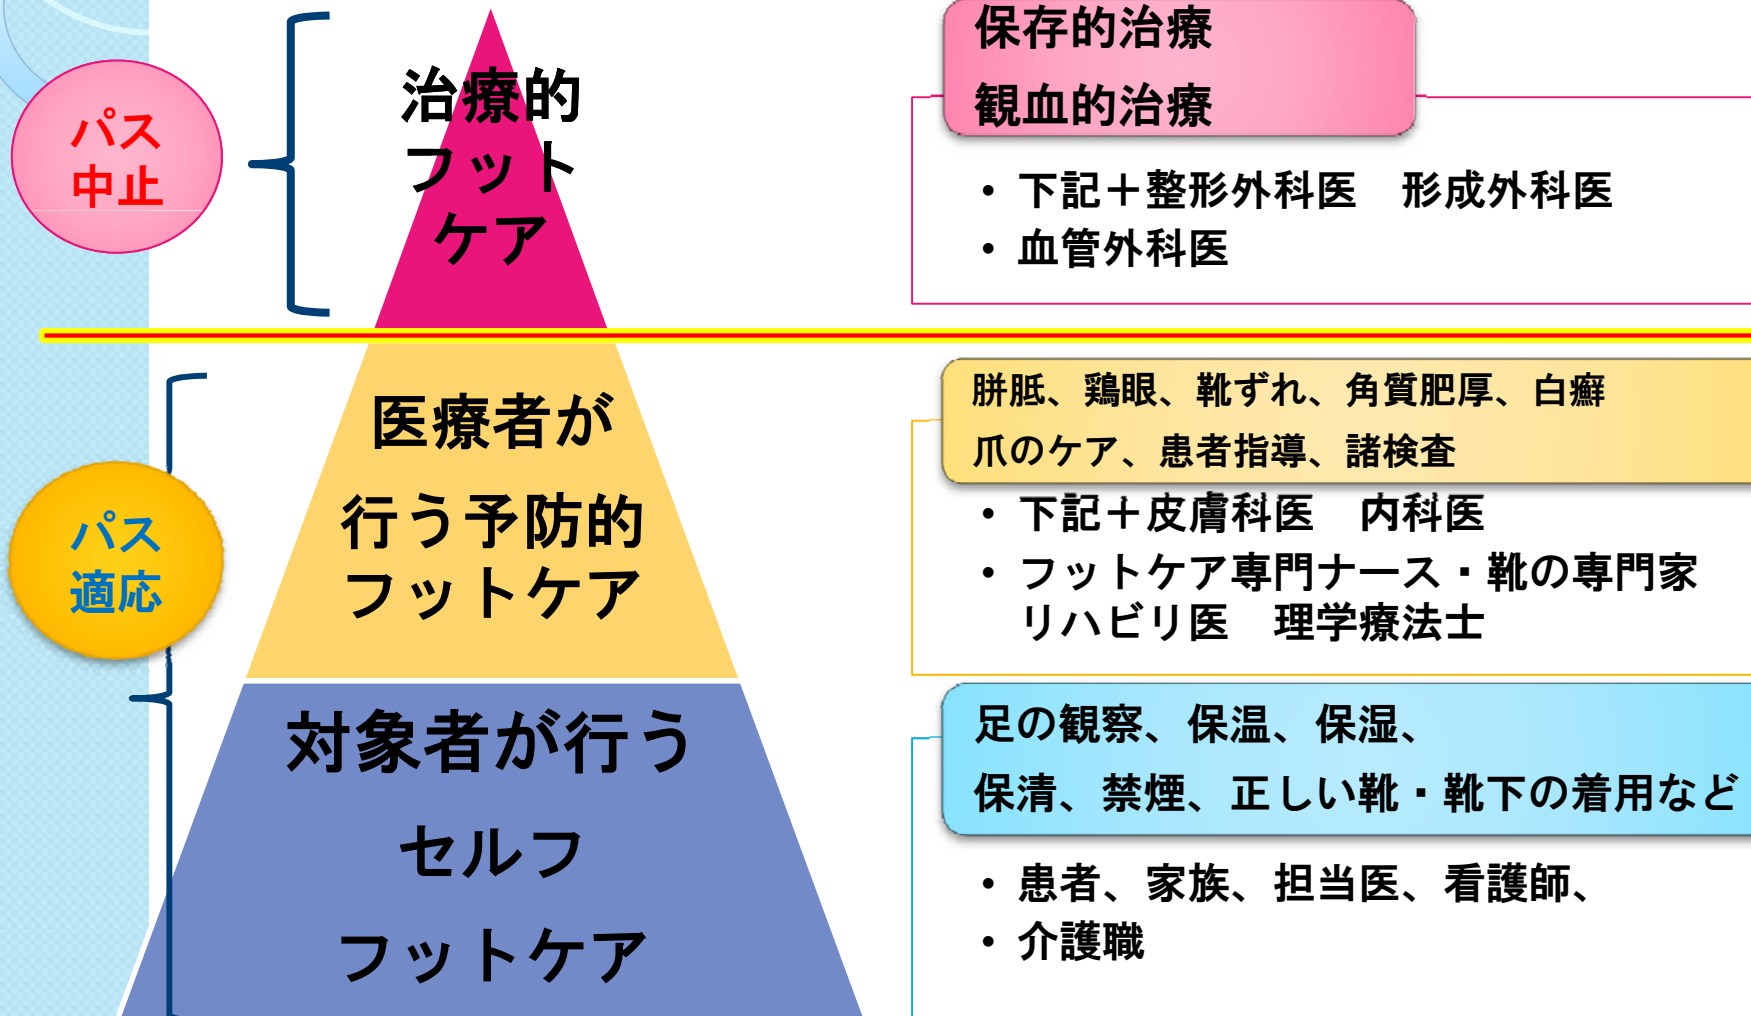 パス
中止
治療的
フット
ケア
保存的治療
観血的治療
・下記＋整形外科医　形成外科医
・血管外科医
パス
適応
医療者が
行う予防的
フットケア
胼胝、鶏眼、靴ずれ、角質肥厚、白癬
爪のケア、患者指導、諸検査
・下記＋皮膚科医　内科医
・フットケア専門ナース・靴の専門家
リハビリ医　理学療法士
対象者が行う
セルフ
フットケア
足の観察、保温、保湿、
保清、禁煙、正しい靴・靴下の着用など
・患者、家族、担当医、看護師、
・介護職